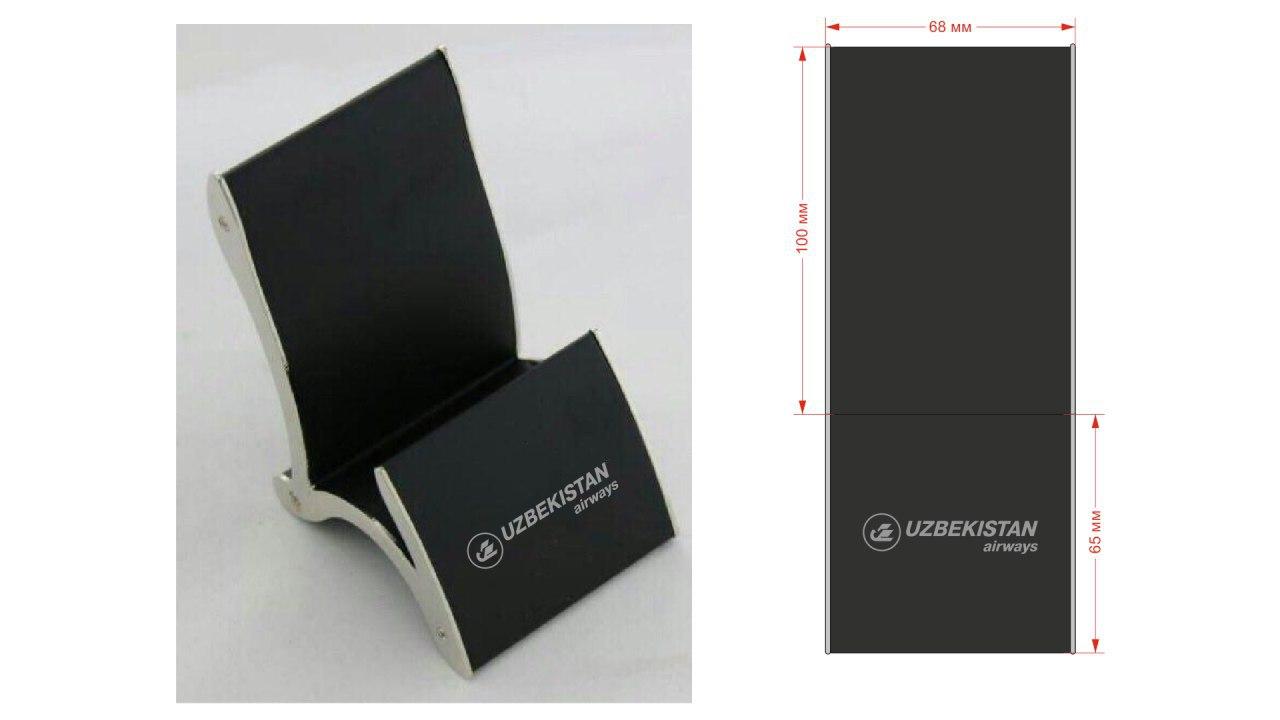 UZBEKISTAN
airways
68 мм
100 мм
UZBEKISTAN
airways
65 мм